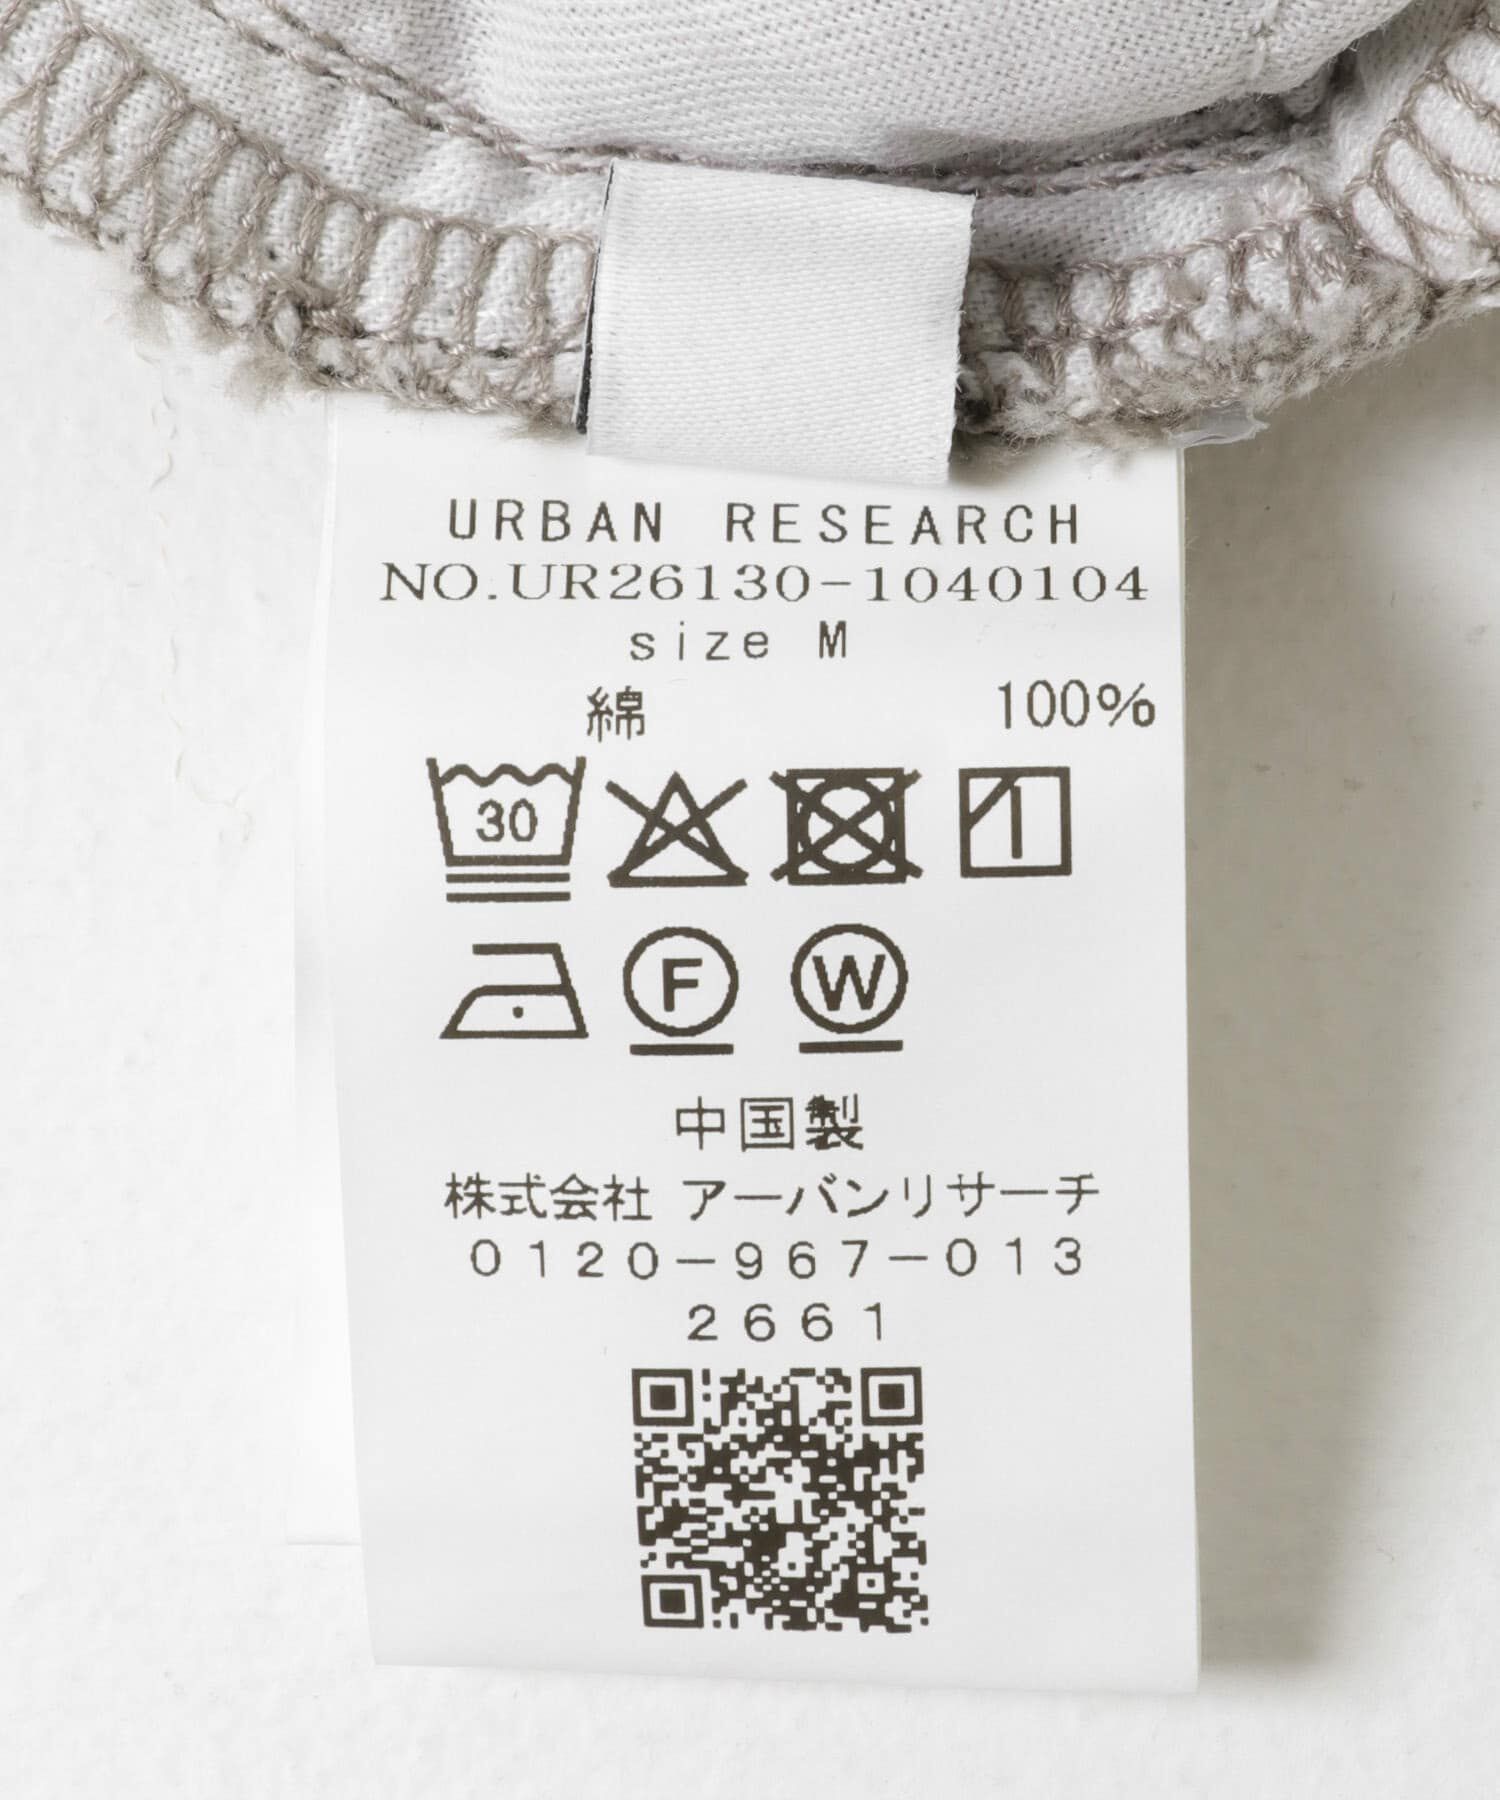 URBAN RESEARCH
NO.UR26130-1040104
size M
綿 100%
30
F W
中国製
株式会社 アーバンリサーチ
0120-967-013
2661